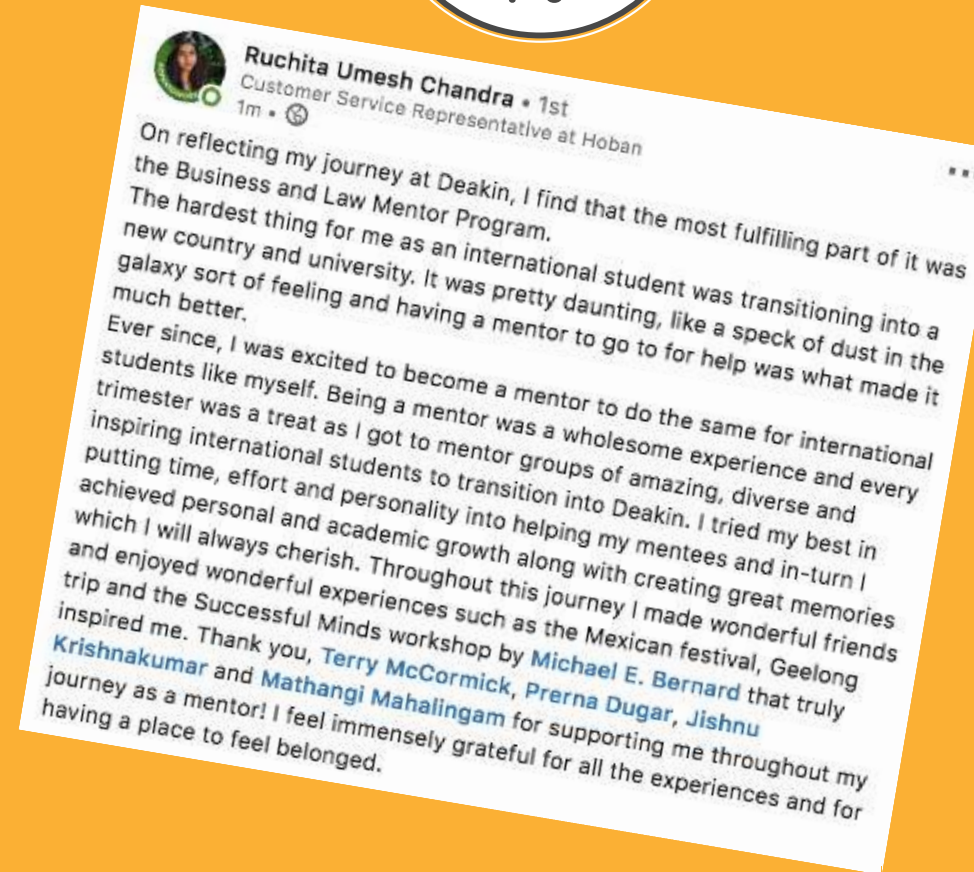 Ruchita Umesh Chandra • 1st
Customer Service Representative at Hoban
1m •
On reflecting my journey at Deakin, I find that the most fulfilling part of it was
the Business and Law Mentor Program.
The hardest thing for me as an international student was transitioning into a
new country and university. It was pretty daunting, like a speck of dust in the
galaxy sort of feeling and having a mentor to go to for help was what made it
much better.
Ever since, I was excited to become a mentor to do the same for international
students like myself. Being a mentor was a wholesome experience and every
trimester was a treat as I got to mentor groups of amazing, diverse and
inspiring international students to transition into Deakin. I tried my best in
putting time, effort and personality into helping my mentees and in-turn I
achieved personal and academic growth along with creating great memories
which I will always cherish. Throughout this journey I made wonderful friends
and enjoyed wonderful experiences such as the Mexican festival, Geelong
trip and the Successful Minds workshop by Michael E. Bernard that truly
inspired me. Thank you, Terry McCormick, Prerna Dugar, Jishnu
Krishnakumar and Mathangi Mahalingam for supporting me throughout my
journey as a mentor! I feel immensely grateful for all the experiences and for
having a place to feel belonged.